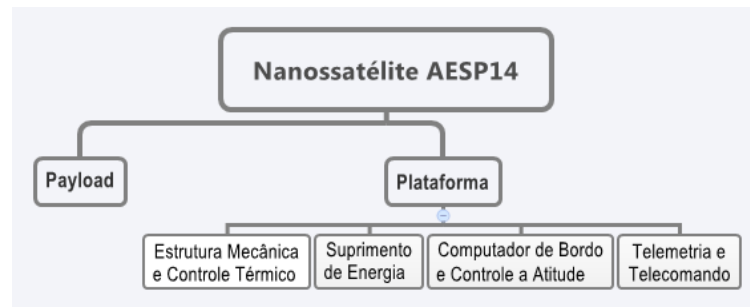 Nanossatélite AESP14
Payload
Plataforma
Estrutura Mecânica
e Controle Térmico
Suprimento
de Energia
Computador de Bordo
e Controle a Atitude
Telemetria e
Telecomando